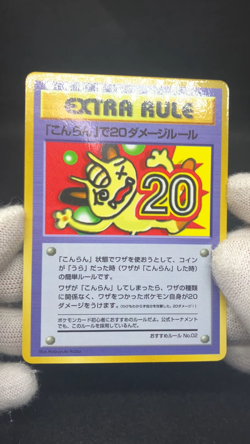 EXTRA RULE
「こんらん」で20ダメージルール
20
「こんらん」状態でワザを使おうとして、コイン
が「うら」だった時(ワザが「こんらん」した時)
の簡単ルール。
ワザが「こんらん」してしまったら、ワザの種類
に関係なく、ワザをつかったポケモン自身が20
ダメージをうけます。
ポケモンカード初心者におすすめのルールだよ。公式トーナメント
でも、このルールを採用しているんだ。
おすすめルール No.02